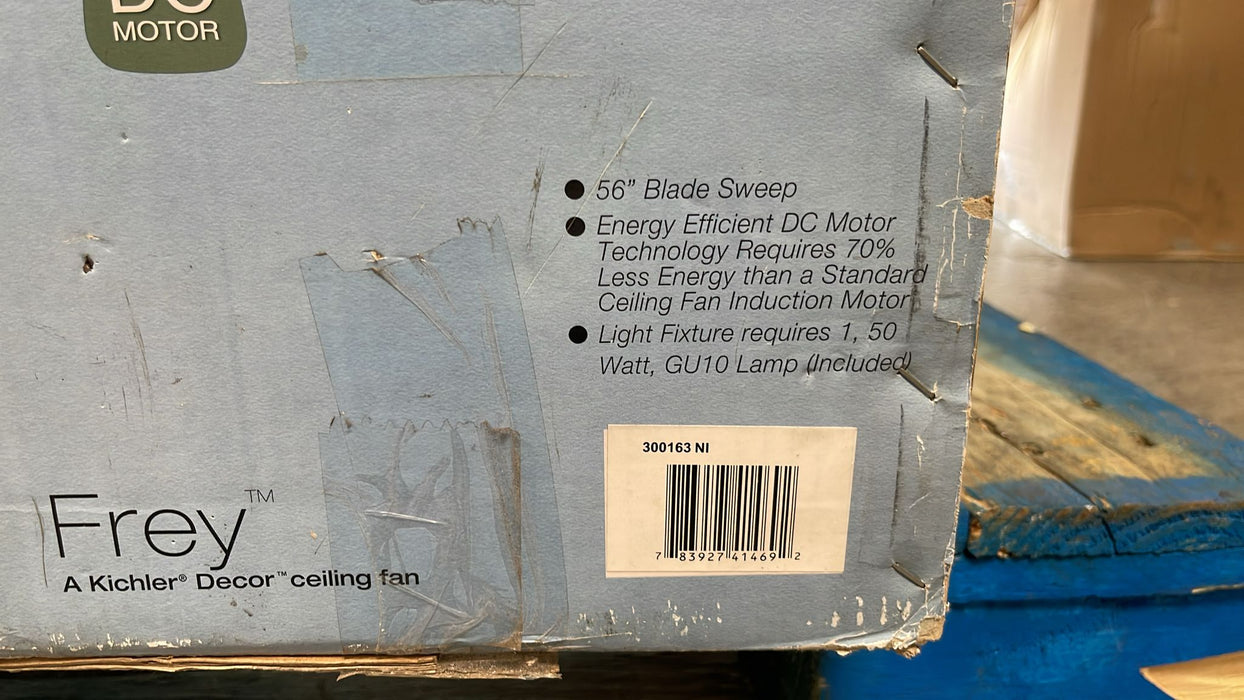 DC
MOTOR
● 56” Blade Sweep
● Energy Efficient DC Motor
Technology Requires 70%
Less Energy than a Standard
Ceiling Fan Induction Motor
● Light Fixture requires 1, 50
Watt, GU10 Lamp (Included)
300163 NI
7 83927 41469 2
Frey™
A Kichler® Decor™ ceiling fan